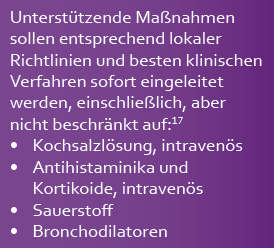 Unterstützende Maßnahmen
sollen entsprechend lokaler
Richtlinien und besten klinischen
Verfahren sofort eingeleitet
werden, einschließlich, aber
nicht beschränkt auf:¹⁷
• Kochsalzlösung, intravenös
• Antihistaminika und
Kortikoide, intravenös
• Sauerstoff
• Bronchodilatoren